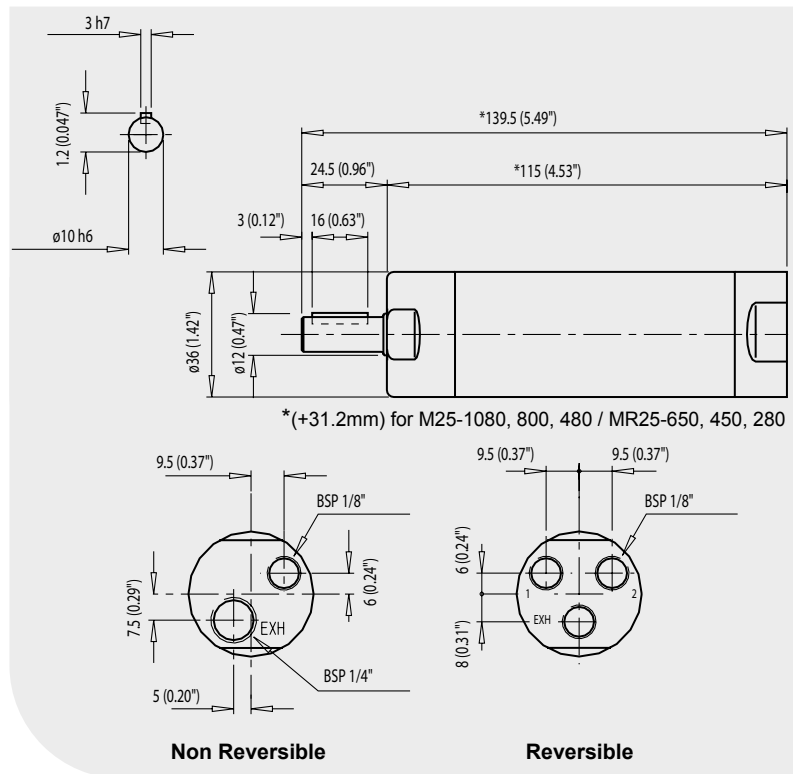 3 h7
1.2 (0.047")
ø10 h6
*139.5 (5.49")
24.5 (0.96")
*115 (4.53")
3 (0.12")
16 (0.63")
ø36 (1.42")
ø12 (0.47")
*(+31.2mm) for M25-1080, 800, 480 / MR25-650, 450, 280
9.5 (0.37")
BSP 1/8"
6 (0.24")
7.5 (0.29")
EXH
BSP 1/4"
5 (0.20")
Non Reversible
9.5 (0.37")
9.5 (0.37")
BSP 1/8"
6 (0.24")
1
2
EXH
8 (0.31")
Reversible